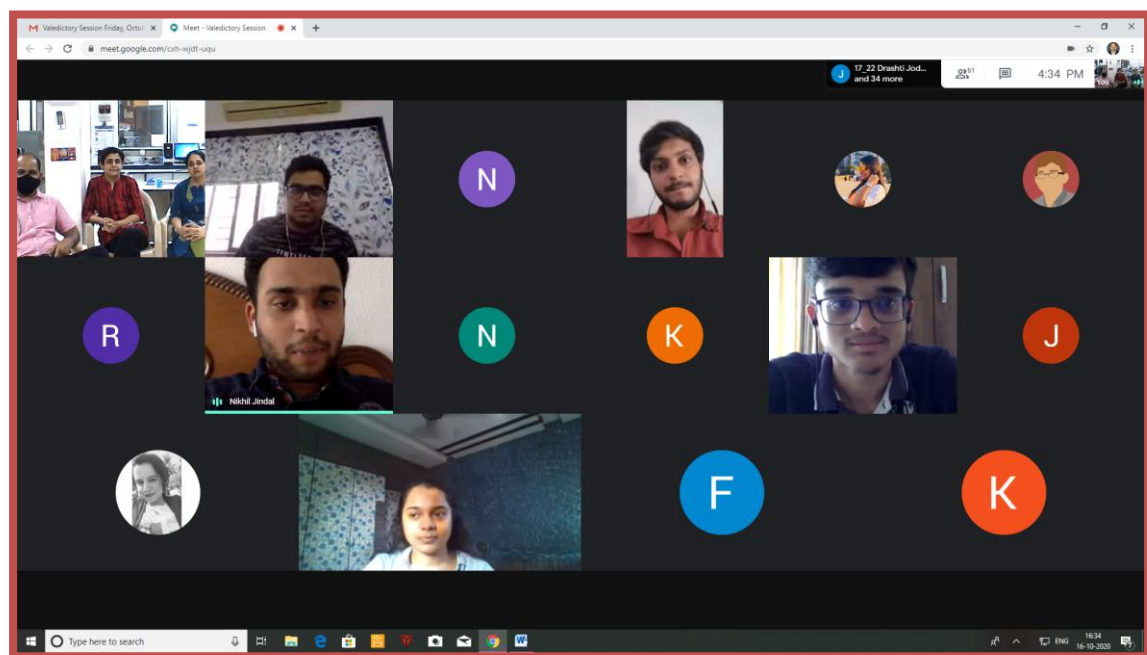 Valedictory Session Friday, Octo
Meet - Valedictory Session
meet.google.com/cxh-wjdt-uqu
17_22 Drashti Jod...
and 34 more
51
4:34 PM
N
R
Nikhil Jindal
N
K
J
F
K
Type here to search
ENG
16:34
16-10-2020